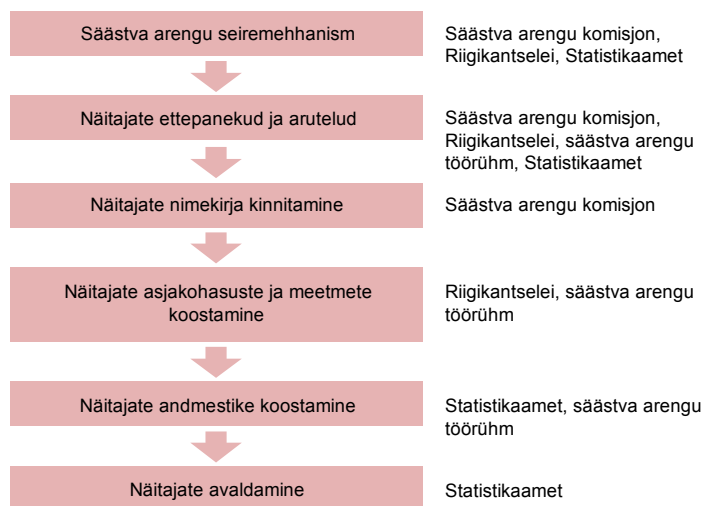 Säästva arengu seiremehhanism
Säästva arengu komisjon,
Riigikantselei, Statistikaamet
Näitajate ettepanekud ja arutelud
Säästva arengu komisjon,
Riigikantselei, säästva arengu
töörühm, Statistikaamet
Näitajate nimekirja kinnitamine
Säästva arengu komisjon
Näitajate asjakohasuste ja meetmete
koostamine
Riigikantselei, säästva arengu
töörühm
Näitajate andmestike koostamine
Statistikaamet, säästva arengu
töörühm
Näitajate avaldamine
Statistikaamet